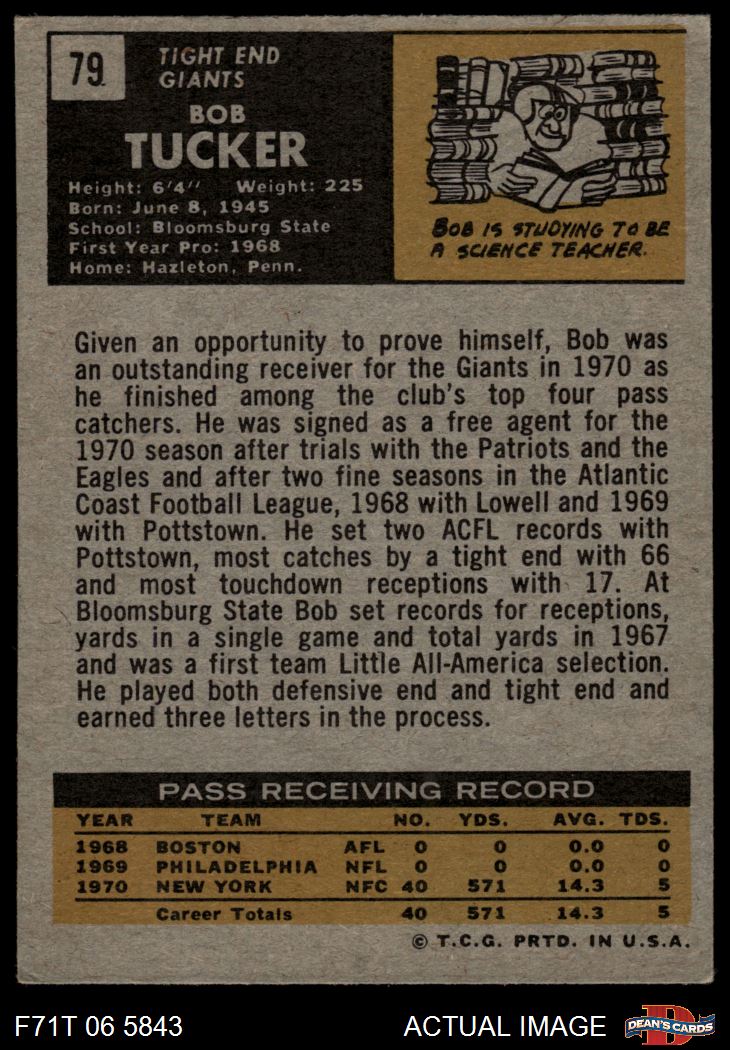 79
TIGHT END
GIANTS
BOB
TUCKER
Height: 6'4" Weight: 225
Born: June 8, 1945
School: Bloomsburg State
First Year Pro: 1968
Home: Hazleton, Penn.
BOB IS STUDYING TO BE
A SCIENCE TEACHER.
Given an opportunity to prove himself, Bob was
an outstanding receiver for the Giants in 1970 as
he finished among the club's top four pass
catchers. He was signed as a free agent for the
1970 season after trials with the Patriots and the
Eagles and after two fine seasons in the Atlantic
Coast Football League, 1968 with Lowell and 1969
with Pottstown. He set two ACFL records with
Pottstown, most catches by a tight end with 66
and most touchdown receptions with 17. At
Bloomsburg State Bob set records for receptions,
yards in a single game and total yards in 1967
and was a first team Little All-America selection.
He played both defensive end and tight end and
earned three letters in the process.
PASS RECEIVING RECORD
YEAR TEAM NO. YDS. AVG. TDS.
1968 BOSTON AFL 0 0 0.0 0
1969 PHILADELPHIA NFL 0 0 0.0 0
1970 NEW YORK NFC 40 571 14.3 5
Career Totals 40 571 14.3 5
© T.C.G. PRTD. IN U.S.A.
F71T 06 5843 ACTUAL IMAGE D DEAN'S CARDS